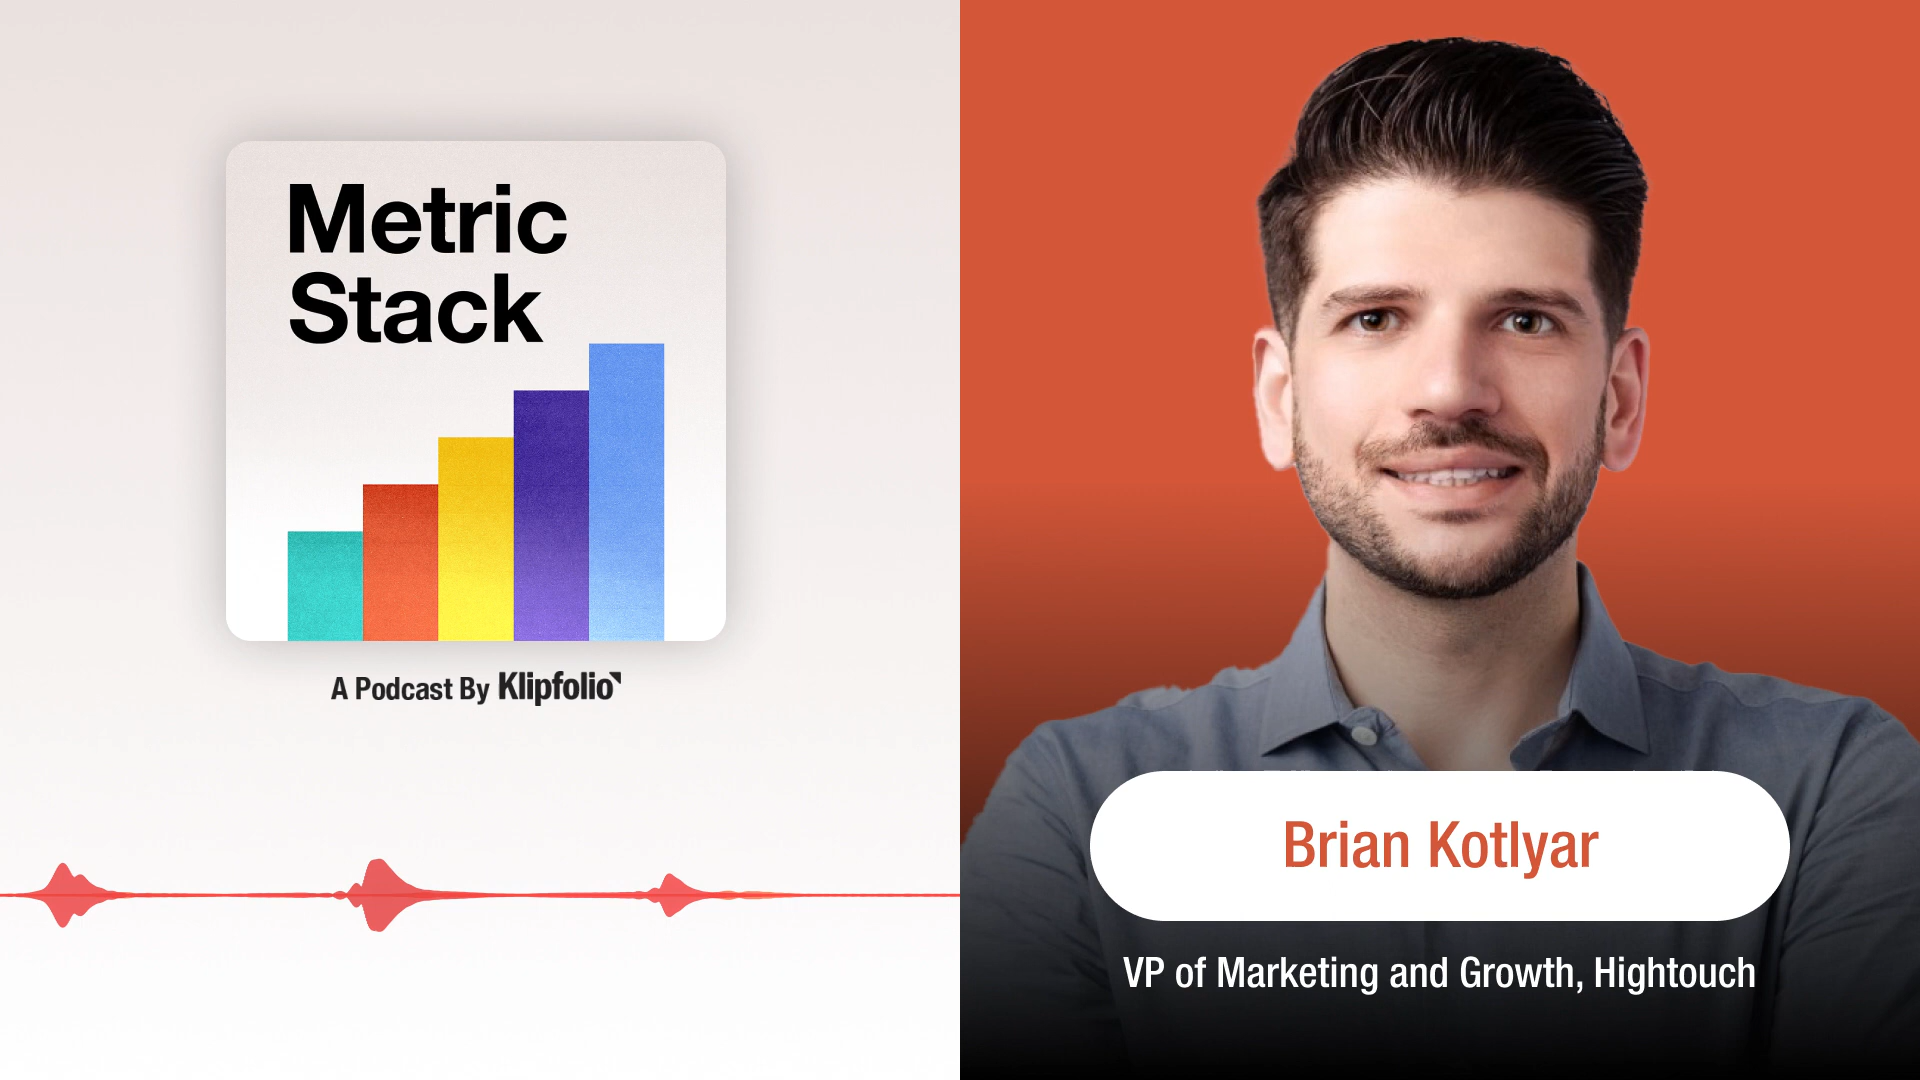 Metric
Stack
A Podcast By Klipfolio
Brian Kotlyar
VP of Marketing and Growth, Hightouch